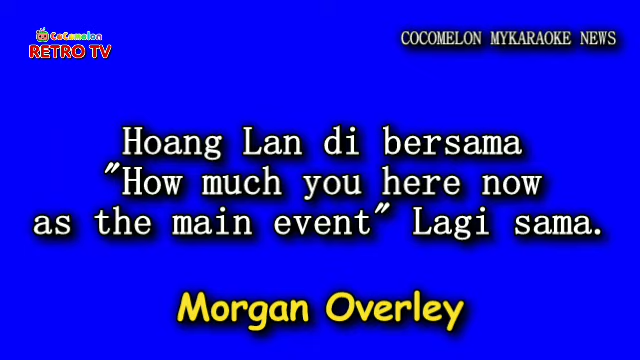 CoComelon
RETRO TV
COCOMELON MYKARAOKE NEWS
Hoang Lan di bersama
"How much you here now
as the main event" Lagi sama.
Morgan Overley